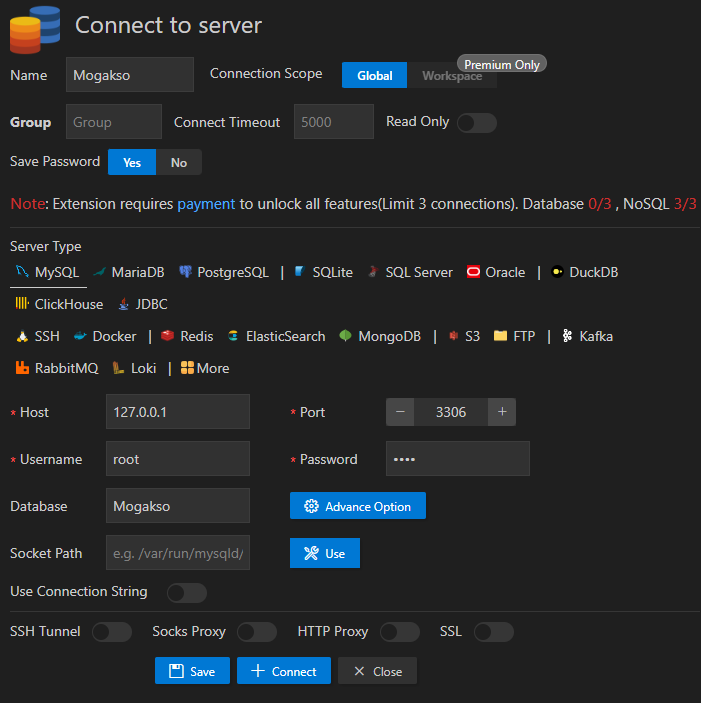 Connect to server
Name Mogakso Connection Scope Global Workspace Premium Only
Group Group Connect Timeout 5000 Read Only
Save Password Yes No
Note: Extension requires payment to unlock all features(Limit 3 connections). Database 0/3 , NoSQL 3/3
Server Type
MySQL MariaDB PostgreSQL | SQLite SQL Server Oracle | DuckDB
ClickHouse JDBC
SSH Docker | Redis ElasticSearch MongoDB | S3 FTP | Kafka
RabbitMQ Loki | More
* Host 127.0.0.1 * Port − 3306 +
* Username root * Password ••••
Database Mogakso Advance Option
Socket Path e.g. /var/run/mysqld/ Use
Use Connection String
SSH Tunnel Socks Proxy HTTP Proxy SSL
Save Connect Close